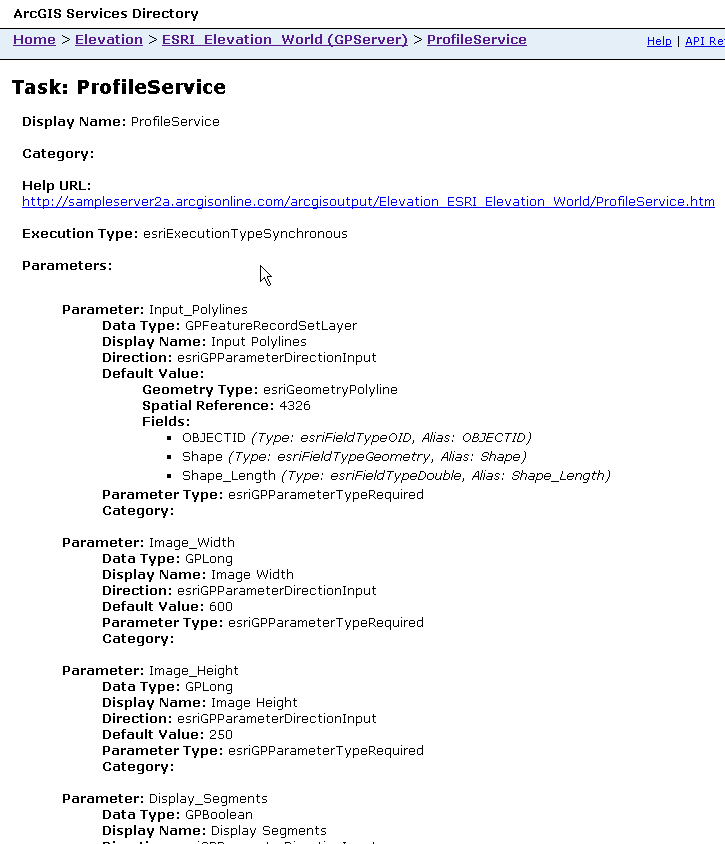 ArcGIS Services Directory
Home > Elevation > ESRI_Elevation_World (GPServer) > ProfileService
Help | API Re
Task: ProfileService
Display Name: ProfileService
Category:
Help URL:
http://sampleserver2a.arcgisonline.com/arcgisoutput/Elevation_ESRI_Elevation_World/ProfileService.htm
Execution Type: esriExecutionTypeSynchronous
Parameters:
Parameter: Input_Polylines
Data Type: GPFeatureRecordSetLayer
Display Name: Input Polylines
Direction: esriGPParameterDirectionInput
Default Value:
Geometry Type: esriGeometryPolyline
Spatial Reference: 4326
Fields:
▪ OBJECTID (Type: esriFieldTypeOID, Alias: OBJECTID)
▪ Shape (Type: esriFieldTypeGeometry, Alias: Shape)
▪ Shape_Length (Type: esriFieldTypeDouble, Alias: Shape_Length)
Parameter Type: esriGPParameterTypeRequired
Category:
Parameter: Image_Width
Data Type: GPLong
Display Name: Image Width
Direction: esriGPParameterDirectionInput
Default Value: 600
Parameter Type: esriGPParameterTypeRequired
Category:
Parameter: Image_Height
Data Type: GPLong
Display Name: Image Height
Direction: esriGPParameterDirectionInput
Default Value: 250
Parameter Type: esriGPParameterTypeRequired
Category:
Parameter: Display_Segments
Data Type: GPBoolean
Display Name: Display Segments